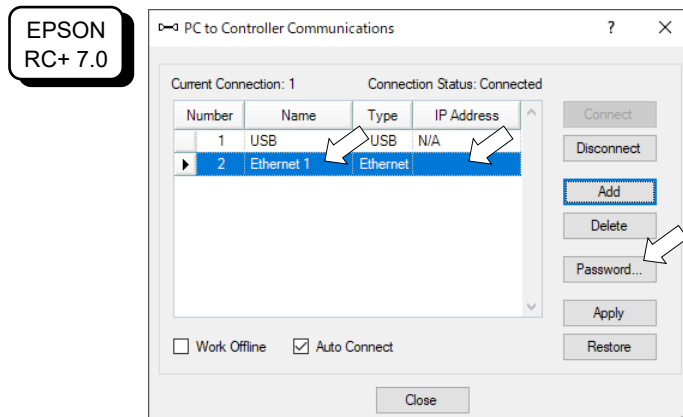 EPSON
RC+ 7.0
PC to Controller Communications
?
Current Connection: 1 Connection Status: Connected
Number Name Type IP Address
1 USB USB N/A
2 Ethernet 1 Ethernet
Connect
Disconnect
Add
Delete
Password...
Apply
Restore
Work Offline Auto Connect
Close